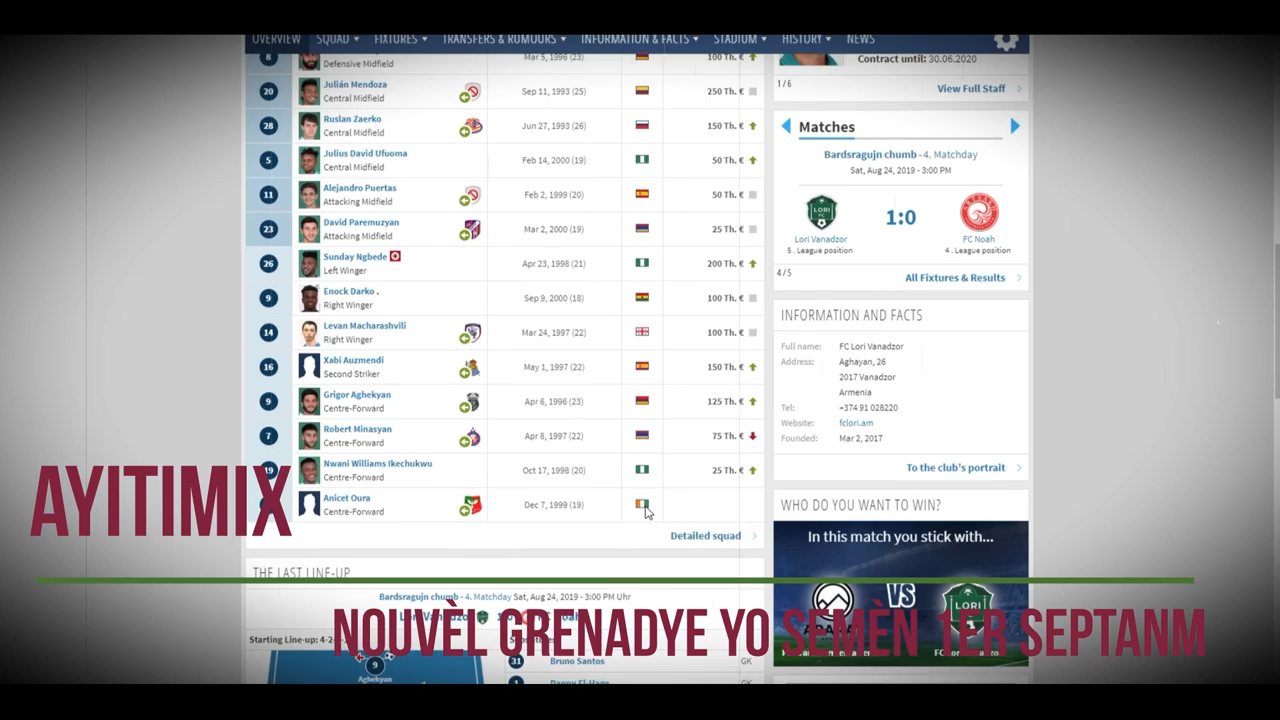 OVERVIEW SQUAD FIXTURES TRANSFERS & RUMOURS INFORMATION & FACTS STADIUM HISTORY NEWS
8 Mar 5, 1996 (23) 100 Th. €
Defensive Midfield
20 Julián Mendoza Sep 11, 1993 (25) 250 Th. €
Central Midfield
28 Ruslan Zaerko Jun 27, 1993 (26) 150 Th. €
Central Midfield
5 Julius David Ufuoma Feb 14, 2000 (19) 50 Th. €
Central Midfield
11 Alejandro Puertas Feb 2, 1999 (20) 50 Th. €
Attacking Midfield
23 David Paremuzyan Mar 2, 2000 (19) 25 Th. €
Attacking Midfield
26 Sunday Ngbede Apr 23, 1998 (21) 200 Th. €
Left Winger
9 Enock Darko . Sep 9, 2000 (18) 100 Th. €
Right Winger
14 Levan Macharashvili Mar 24, 1997 (22) 100 Th. €
Right Winger
16 Xabi Auzmendi May 1, 1997 (22) 150 Th. €
Second Striker
9 Grigor Aghekyan Apr 6, 1996 (23) 125 Th. €
Centre-Forward
7 Robert Minasyan Apr 8, 1997 (22) 75 Th. €
Centre-Forward
19 Nwani Williams Ikechukwu Oct 17, 1998 (20) 25 Th. €
Centre-Forward
Anicet Oura Dec 7, 1999 (19)
Centre-Forward
Detailed squad
THE LAST LINE-UP
Bardsragujn chumb - 4. Matchday Sat, Aug 24, 2019 - 3:00 PM Uhr
Starting Line-up: 4-2-
9
Aghekyan
31 Bruno Santos GK
Danny El-Hage
Contract until: 30.06.2020
1/6 View Full Staff
Matches
Bardsragujn chumb - 4. Matchday
Sat, Aug 24, 2019 - 3:00 PM
LORI FC 1:0
Lori Vanadzor FC Noah
5. League position 4. League position
4/5 All Fixtures & Results
INFORMATION AND FACTS
Full name: FC Lori Vanadzor
Address: Aghayan, 26
2017 Vanadzor
Armenia
Tel: +374 91 028220
Website: fclori.am
Founded: Mar 2, 2017
To the club's portrait
WHO DO YOU WANT TO WIN?
In this match you stick with...
VS LORI
AYITIMIX
NOUVÈL GRENADYE YO SEMÈN 1ER SEPTANM